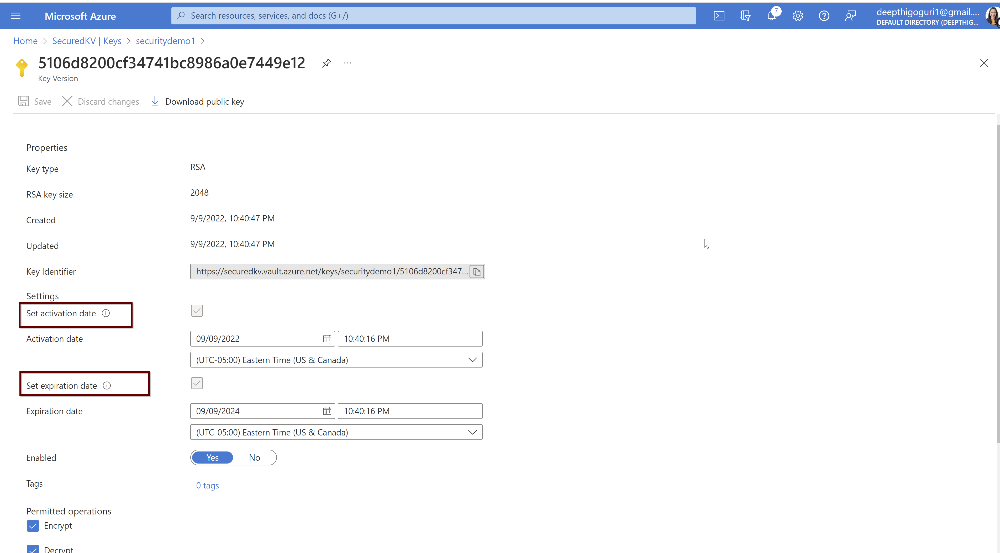 Microsoft Azure
Search resources, services, and docs (G+/)
7
deepthigoguri1@gmail....
DEFAULT DIRECTORY (DEEPTHIG...
Home > SecuredKV | Keys > securitydemo1 >
5106d8200cf34741bc8986a0e7449e12
...
Key Version
Save
Discard changes
Download public key
Properties
Key type
RSA
RSA key size
2048
Created
9/9/2022, 10:40:47 PM
Updated
9/9/2022, 10:40:47 PM
Key Identifier
https://securedkv.vault.azure.net/keys/securitydemo1/5106d8200cf347...
Settings
Set activation date
Activation date
09/09/2022
10:40:16 PM
(UTC-05:00) Eastern Time (US & Canada)
Set expiration date
Expiration date
09/09/2024
10:40:16 PM
(UTC-05:00) Eastern Time (US & Canada)
Enabled
Yes
No
Tags
0 tags
Permitted operations
Encrypt
Decrypt